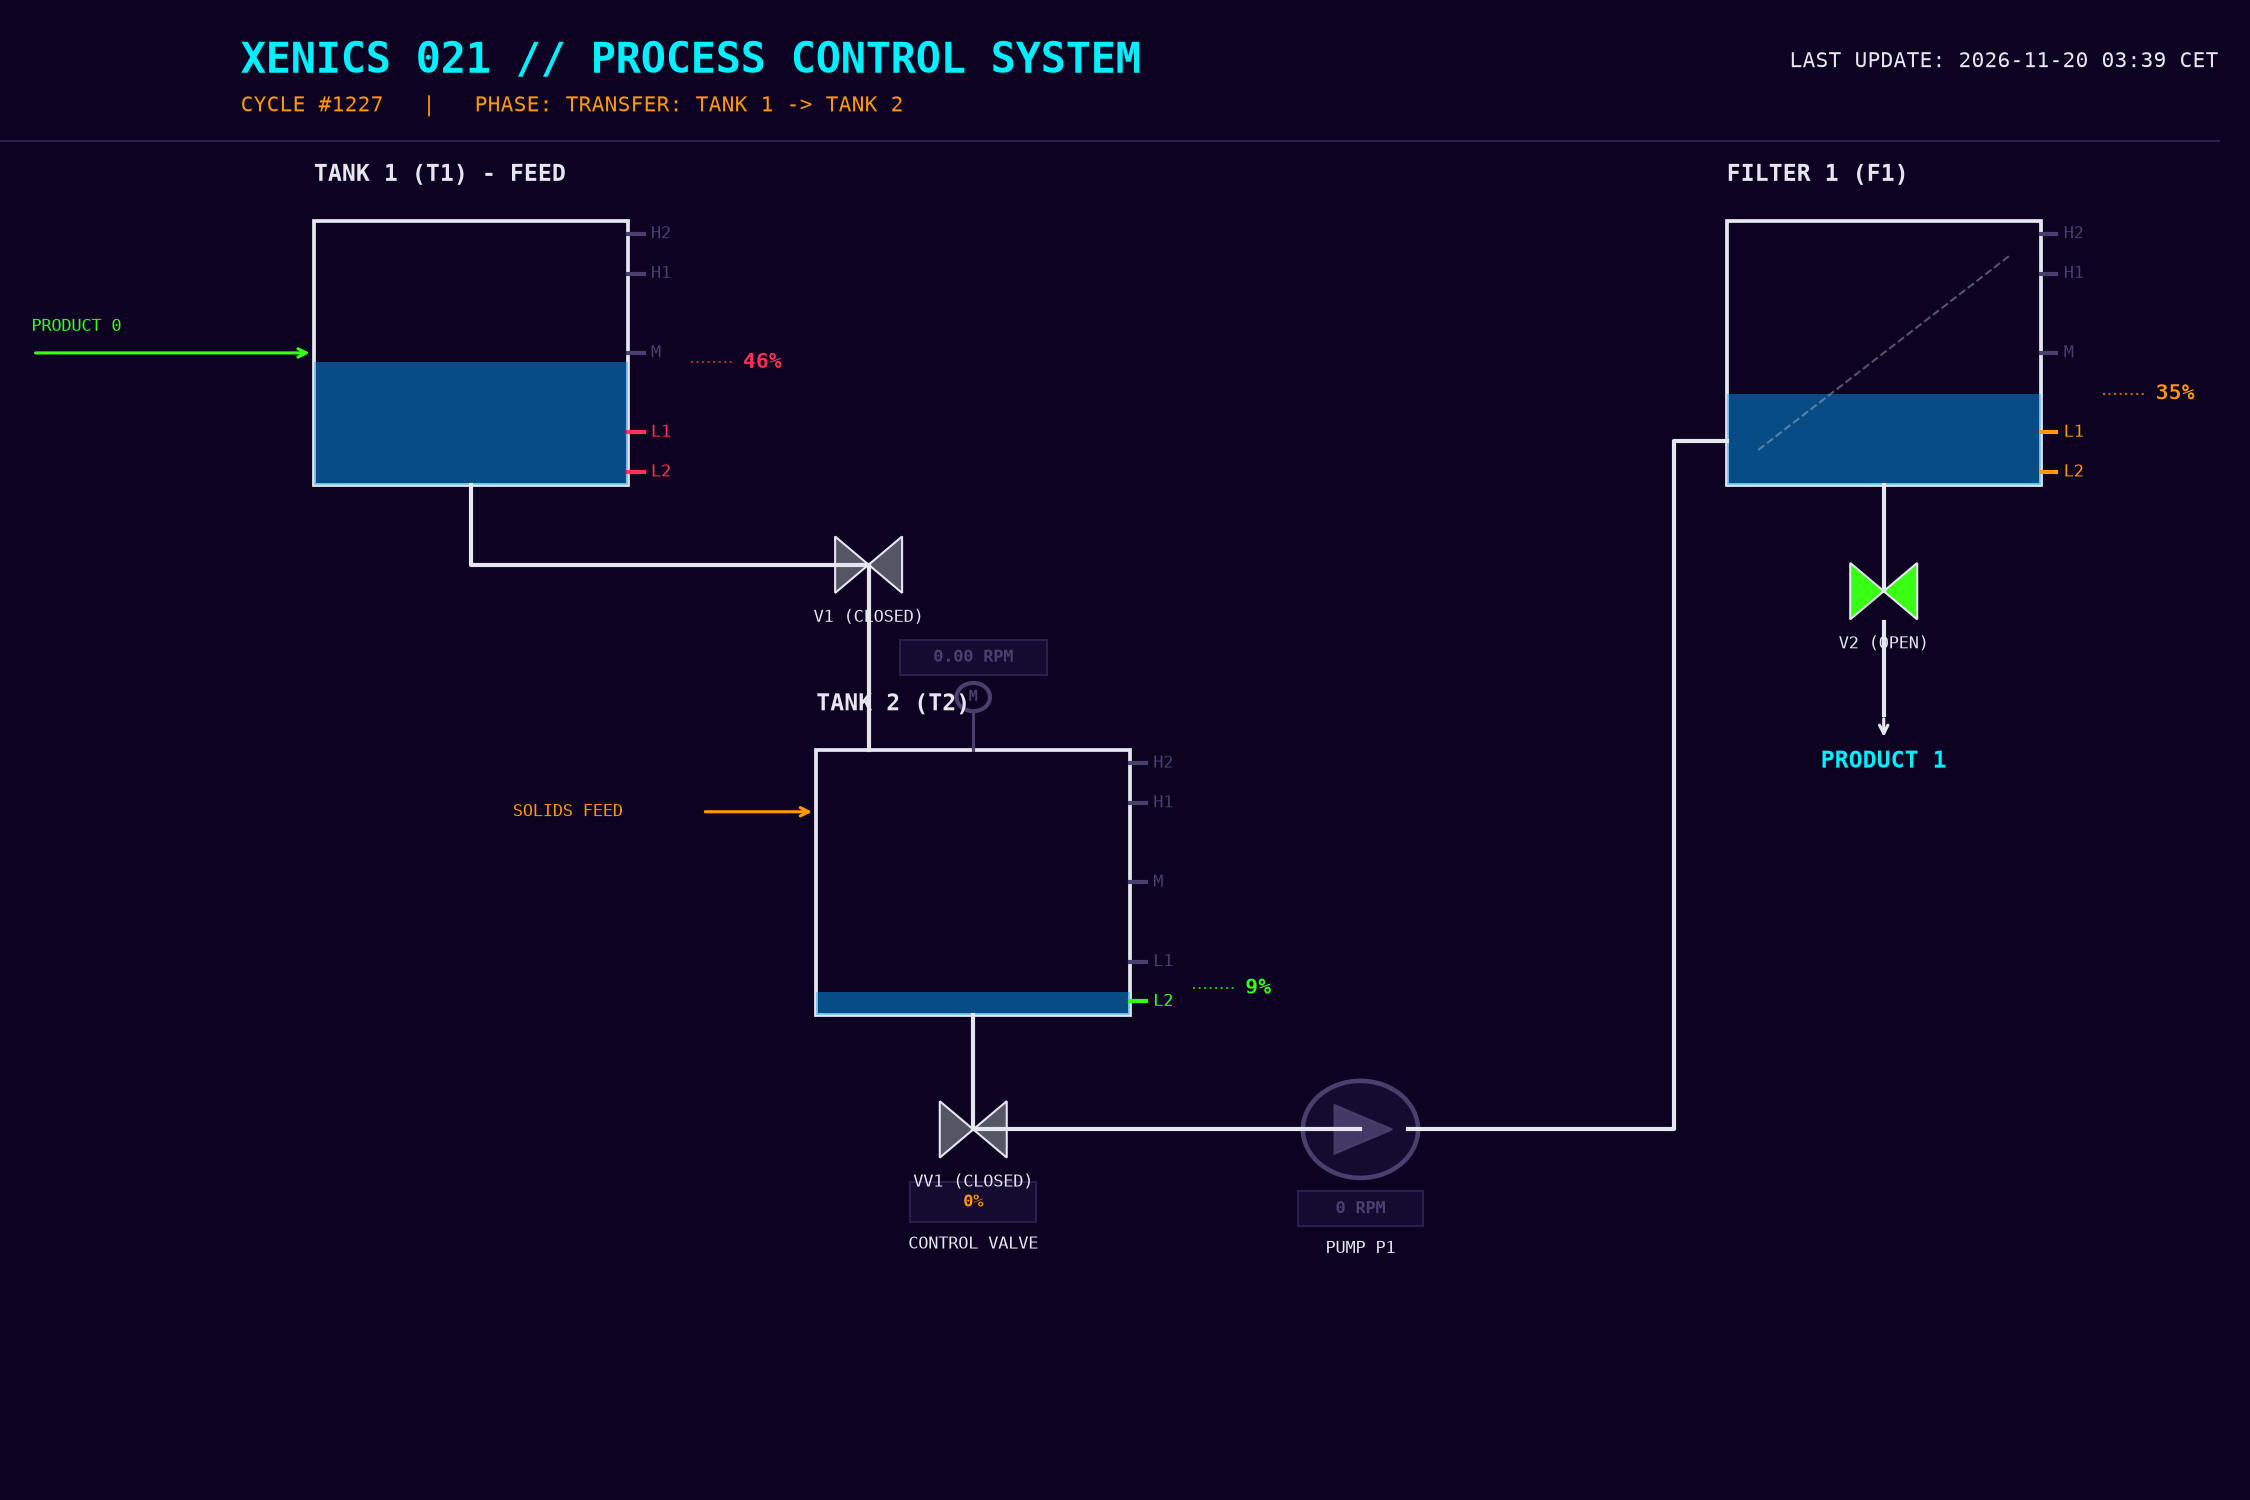 XENICS 021 // PROCESS CONTROL SYSTEM
LAST UPDATE: 2026-11-20 03:39 CET
CYCLE #1227 | PHASE: TRANSFER: TANK 1 -> TANK 2
TANK 1 (T1) - FEED
H2
H1
PRODUCT 0
M
46%
L1
L2
FILTER 1 (F1)
H2
H1
M
35%
L1
L2
V1 (CLOSED)
0.00 RPM
M
TANK 2 (T2)
V2 (OPEN)
PRODUCT 1
SOLIDS FEED
H2
H1
M
L1
9%
L2
VV1 (CLOSED)
0%
CONTROL VALVE
0 RPM
PUMP P1